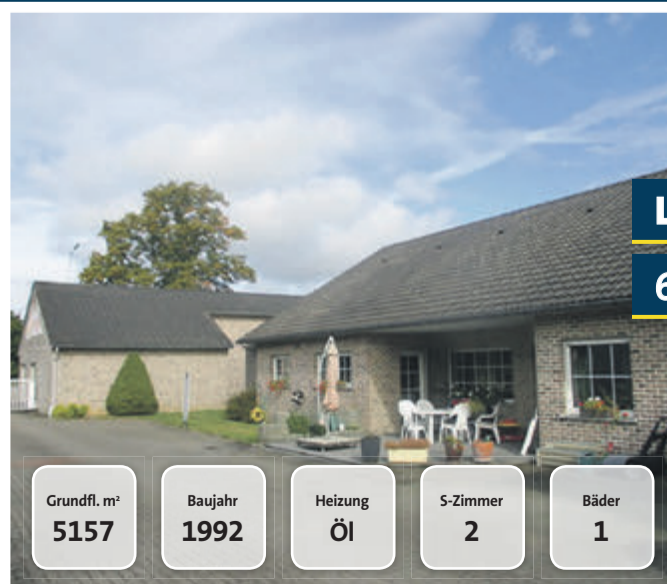 L
6
Grundfl. m²
5157
Baujahr
1992
Heizung
Öl
S-Zimmer
2
Bäder
1